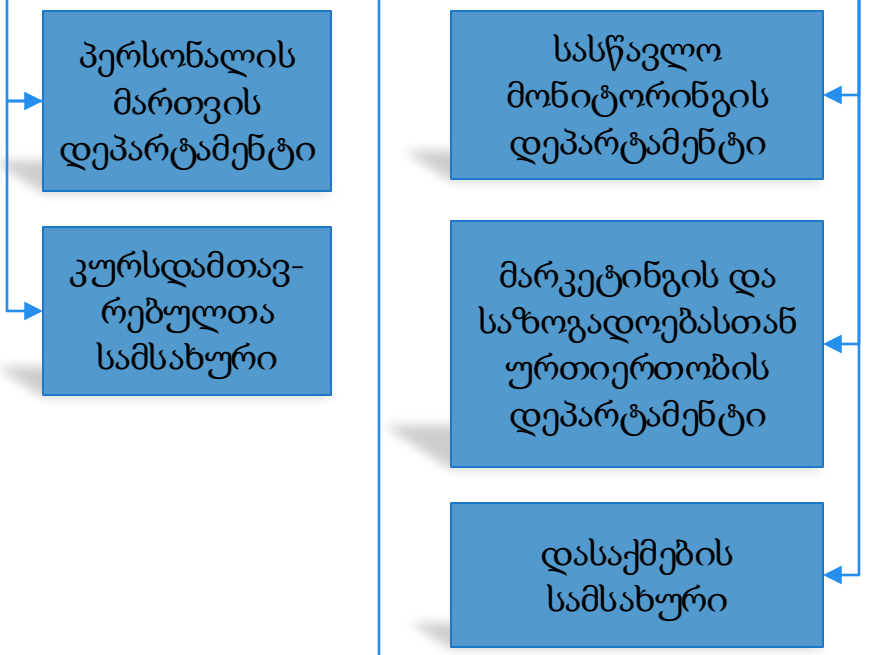 პერსონალის
მართვის
დეპარტამენტი
კურსდამთავ-
რებულთა
სამსახური
სასწავლო
მონიტორინგის
დეპარტამენტი
მარკეტინგის და
საზოგადოებასთან
ურთიერთობის
დეპარტამენტი
დასაქმების
სამსახური